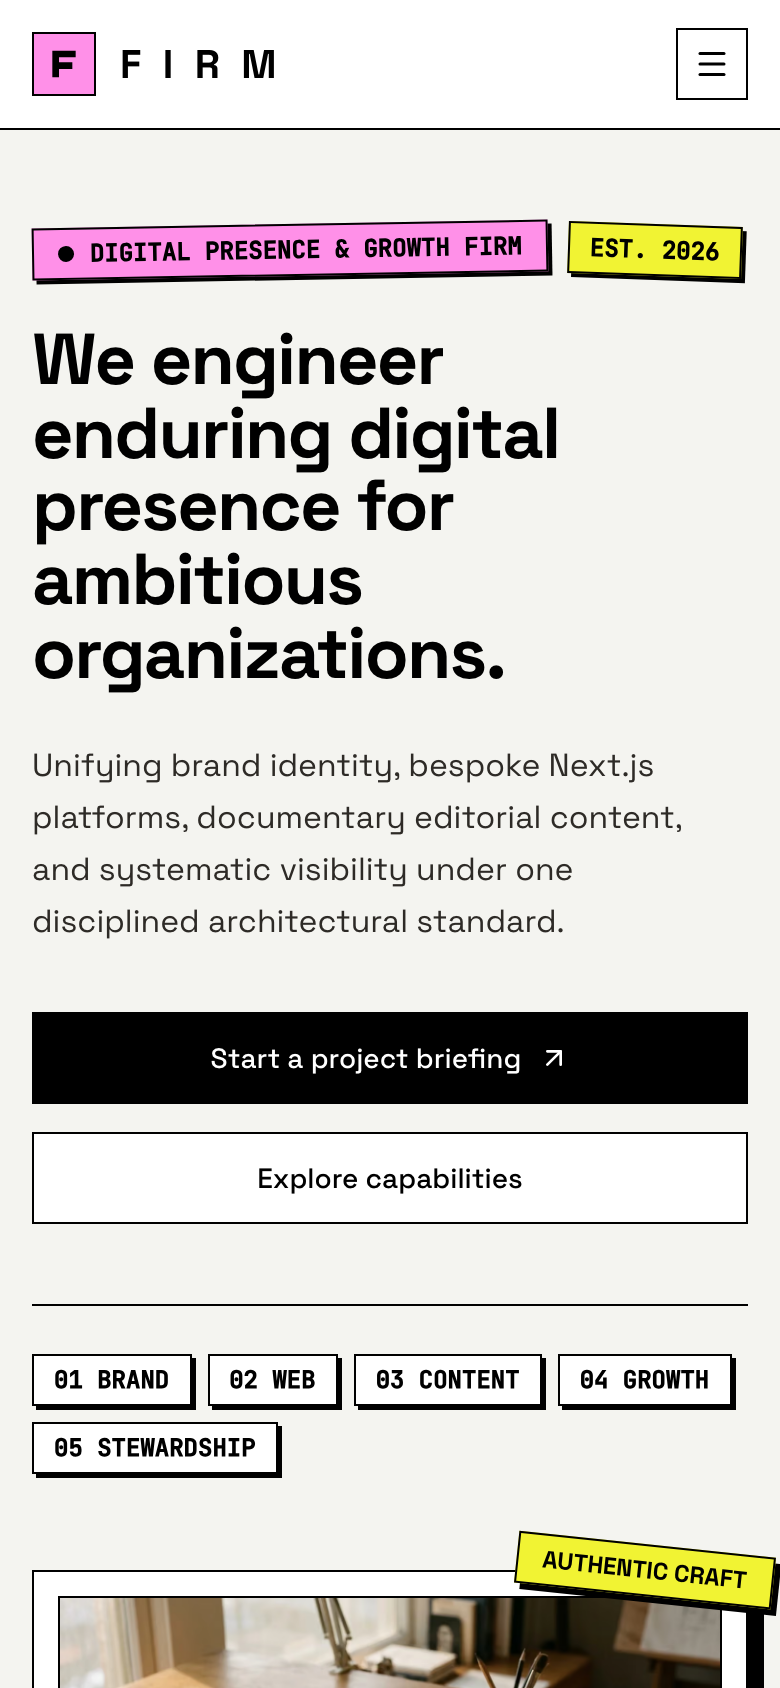 F FIRM
DIGITAL PRESENCE & GROWTH FIRM EST. 2026
We engineer
enduring digital
presence for
ambitious
organizations.
Unifying brand identity, bespoke Next.js
platforms, documentary editorial content,
and systematic visibility under one
disciplined architectural standard.
Start a project briefing
Explore capabilities
01 BRAND 02 WEB 03 CONTENT 04 GROWTH
05 STEWARDSHIP
AUTHENTIC CRAFT